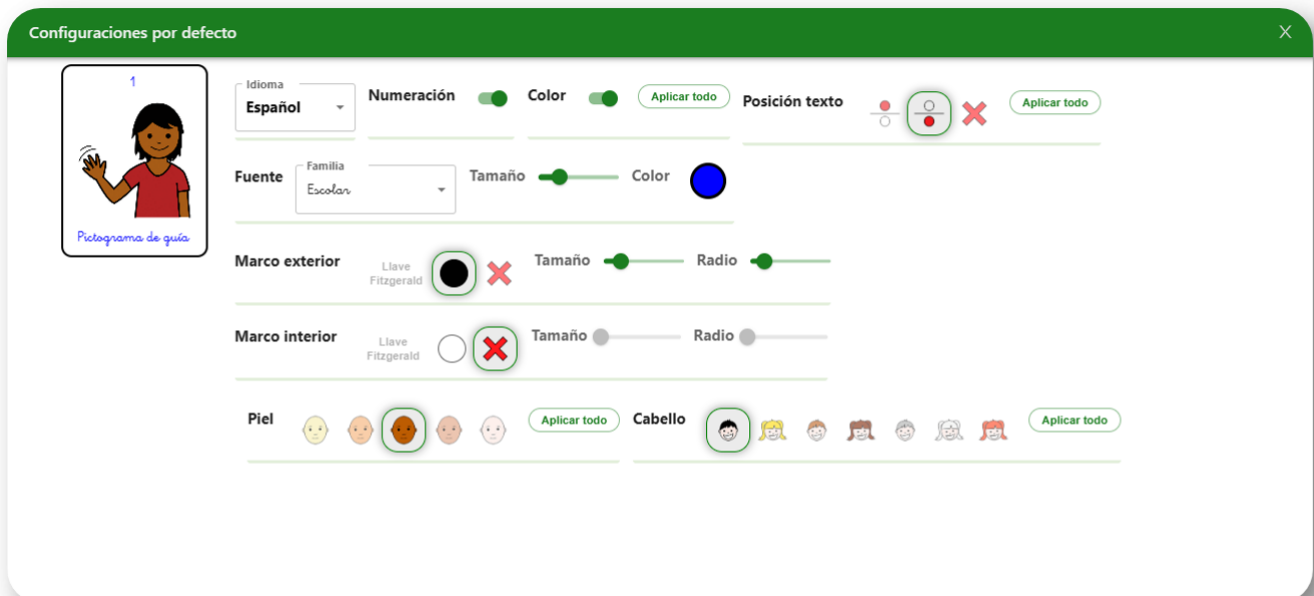 Configuraciones por defecto
X
1
Pictograma de guía
Idioma
Español
Numeración
Color
Aplicar todo
Posición texto
Aplicar todo
Fuente
Familia
Escolar
Tamaño
Color
Marco exterior
Llave
Fitzgerald
Tamaño
Radio
Marco interior
Llave
Fitzgerald
Tamaño
Radio
Piel
Aplicar todo
Cabello
Aplicar todo